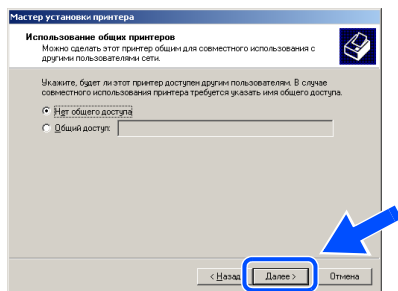 Мастер установки принтера
Использование общих принтеров
Можно сделать этот принтер общим для совместного использования с
другими пользователями сети.
Укажите, будет ли этот принтер доступен другим пользователям. В случае
совместного использования принтера требуется указать имя общего доступа.
Нет общего доступа
Общий доступ:
< Назад Далее > Отмена